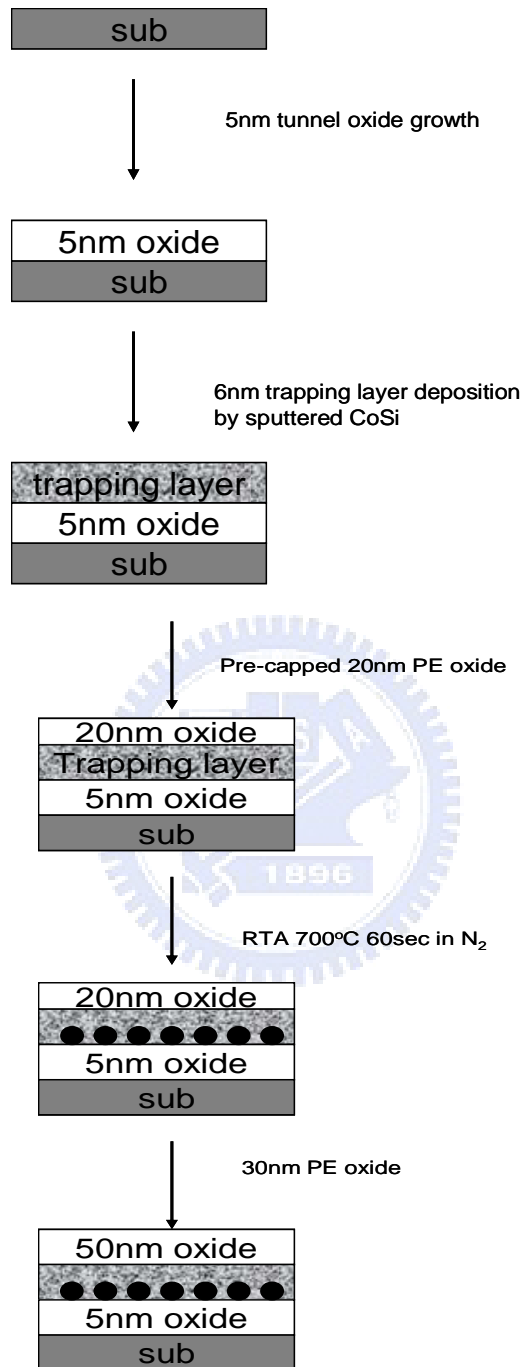 sub
5nm tunnel oxide growth
5nm oxide
sub
6nm trapping layer deposition
by sputtered CoSi
trapping layer
5nm oxide
sub
Pre-capped 20nm PE oxide
20nm oxide
Trapping layer
5nm oxide
sub
1896
RTA 700ºC 60sec in N₂
20nm oxide
5nm oxide
sub
30nm PE oxide
50nm oxide
5nm oxide
sub